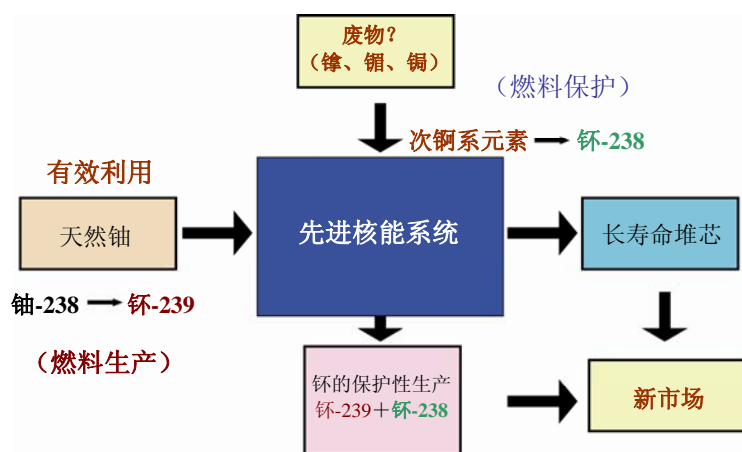 废物？
（镎、镅、锔）
（燃料保护）
次锕系元素 → 钚-238
有效利用
天然铀
先进核能系统
长寿命堆芯
铀-238 → 钚-239
（燃料生产）
钚的保护性生产
钚-239＋钚-238
新市场